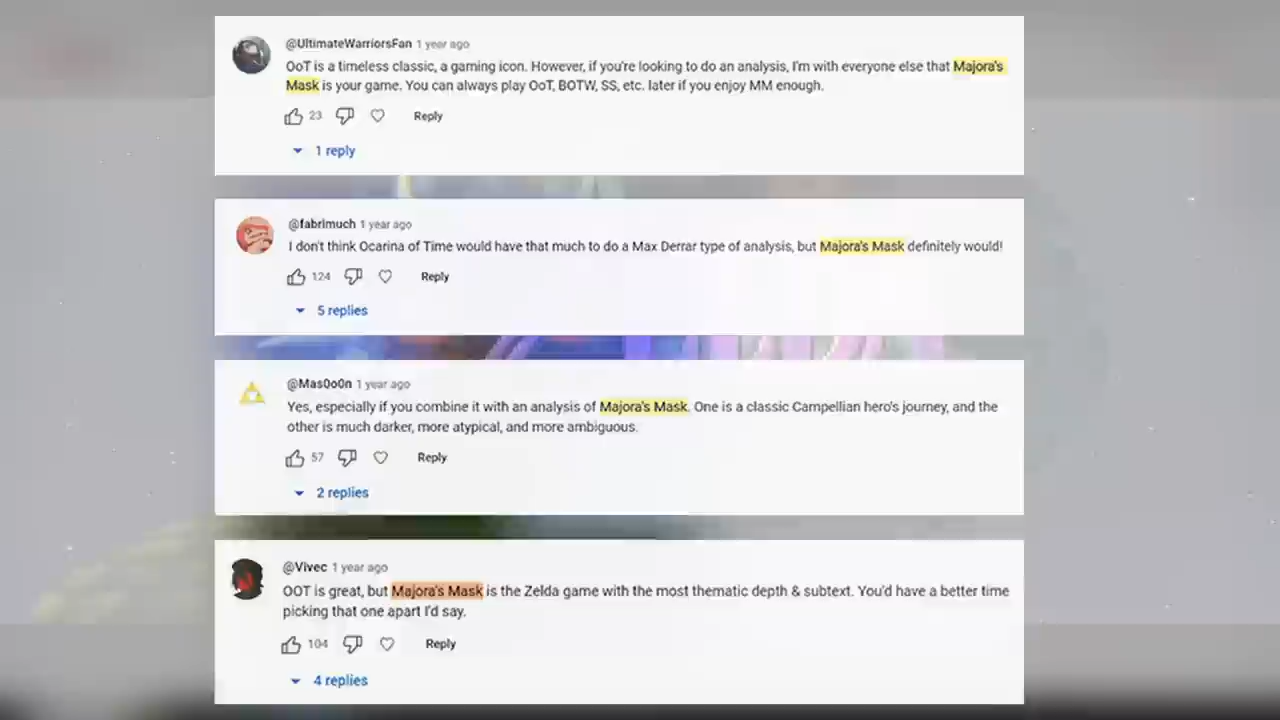 @UltimateWarriorsFan 1 year ago
OoT is a timeless classic, a gaming icon. However, if you're looking to do an analysis, I'm with everyone else that Majora's
Mask is your game. You can always play OoT, BOTW, SS, etc. later if you enjoy MM enough.
23 Reply
1 reply
@fabrimuch 1 year ago
I don't think Ocarina of Time would have that much to do a Max Derrar type of analysis, but Majora's Mask definitely would!
124 Reply
5 replies
@Mas0o0n 1 year ago
Yes, especially if you combine it with an analysis of Majora's Mask. One is a classic Campellian hero's journey, and the
other is much darker, more atypical, and more ambiguous.
57 Reply
2 replies
@Vivec 1 year ago
OOT is great, but Majora's Mask is the Zelda game with the most thematic depth & subtext. You'd have a better time
picking that one apart I'd say.
104 Reply
4 replies